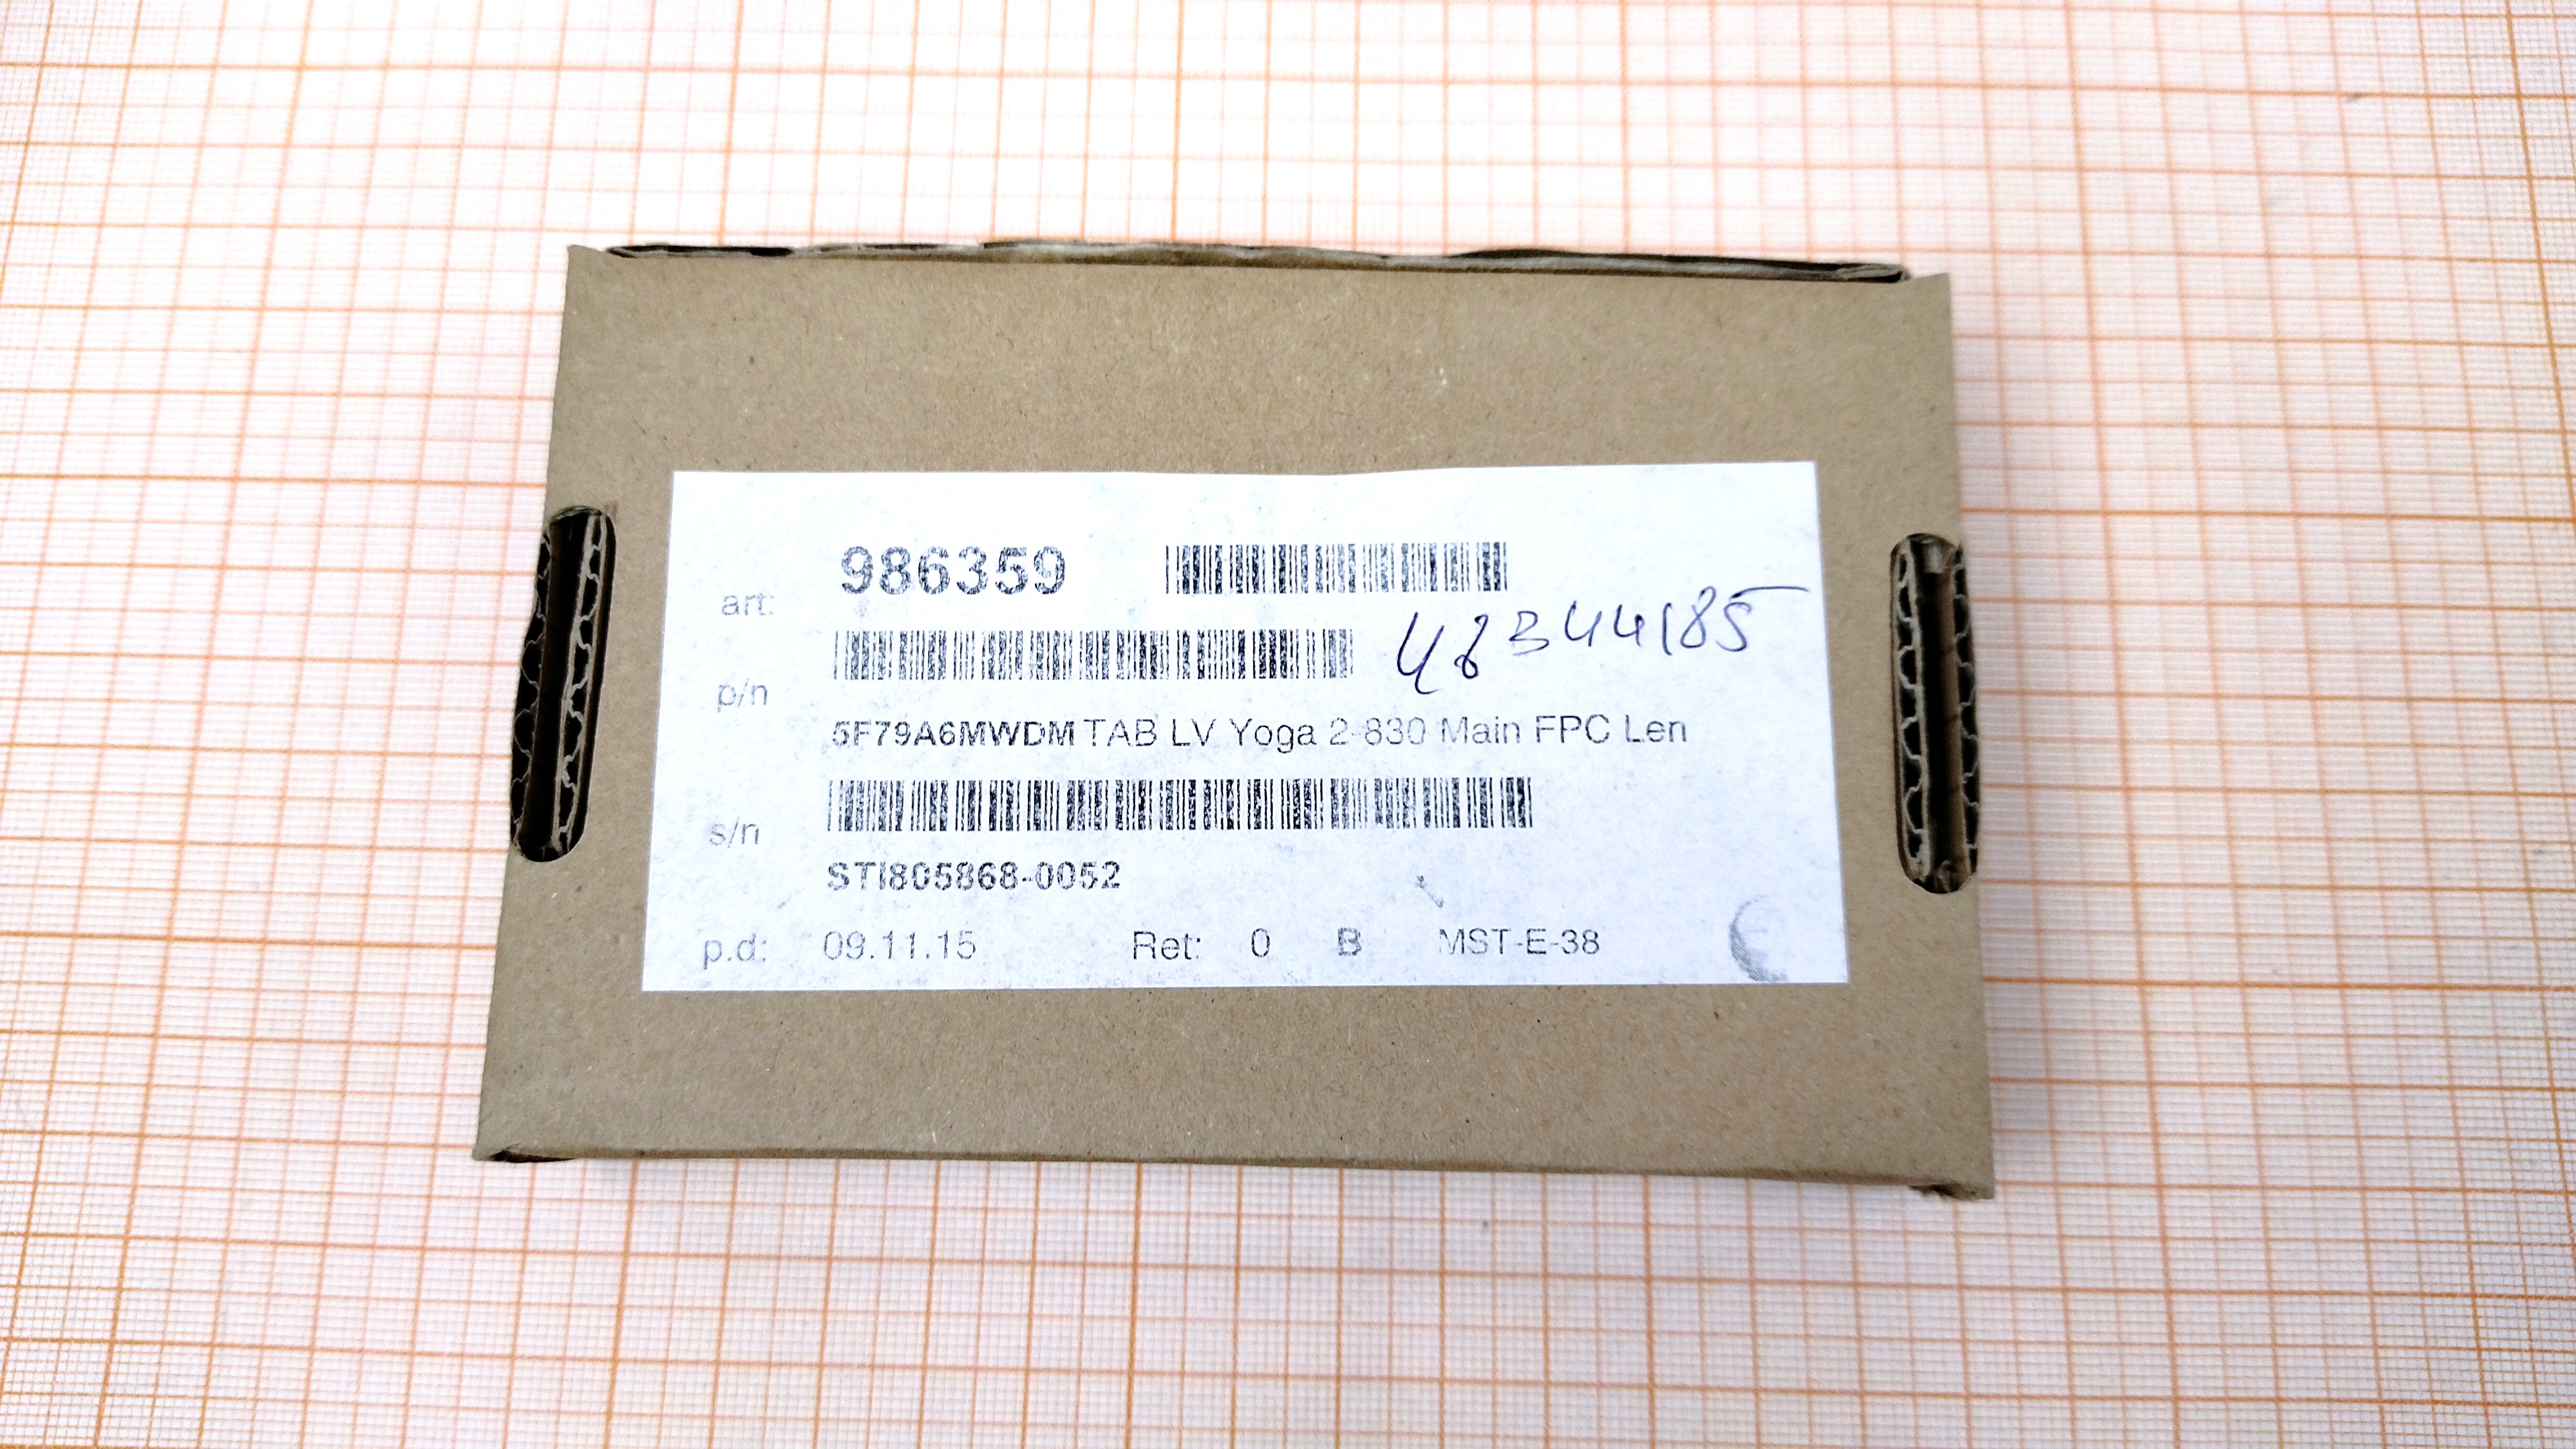 art: 986359
48344185
p/n
5F79A6MWDM TAB LV Yoga 2-830 Main FPC Len
s/n
STI805868-0052
p.d: 09.11.15 Ret: 0 B MST-E-38